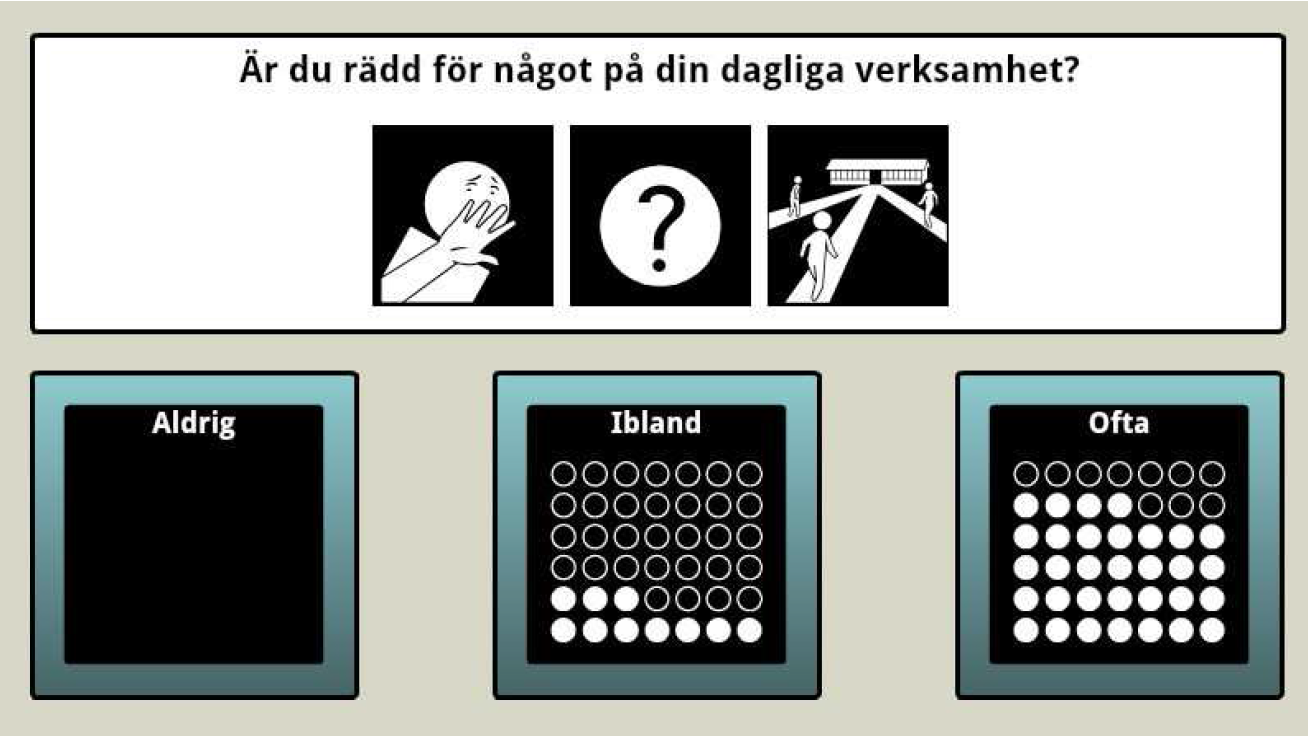 Är du rädd för något på din dagliga verksamhet?
?
Aldrig
Ibland
Ofta